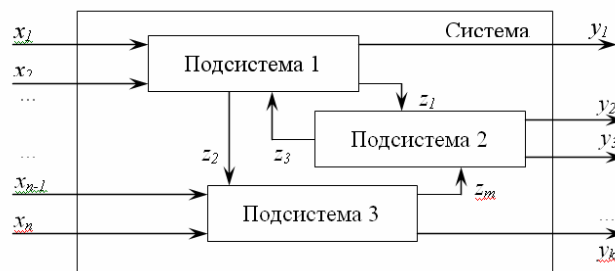 x1
Система
y1
Подсистема 1
x2
...
z1
y2
Подсистема 2
y3
...
z2
z3
xn-1
zm
Подсистема 3
xn
...
yk